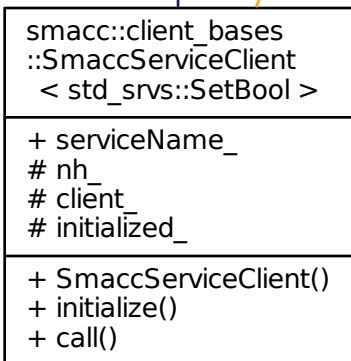 smacc::client_bases
::SmaccServiceClient
< std_srvs::SetBool >
+ serviceName_
# nh_
# client_
# initialized_
+ SmaccServiceClient()
+ initialize()
+ call()